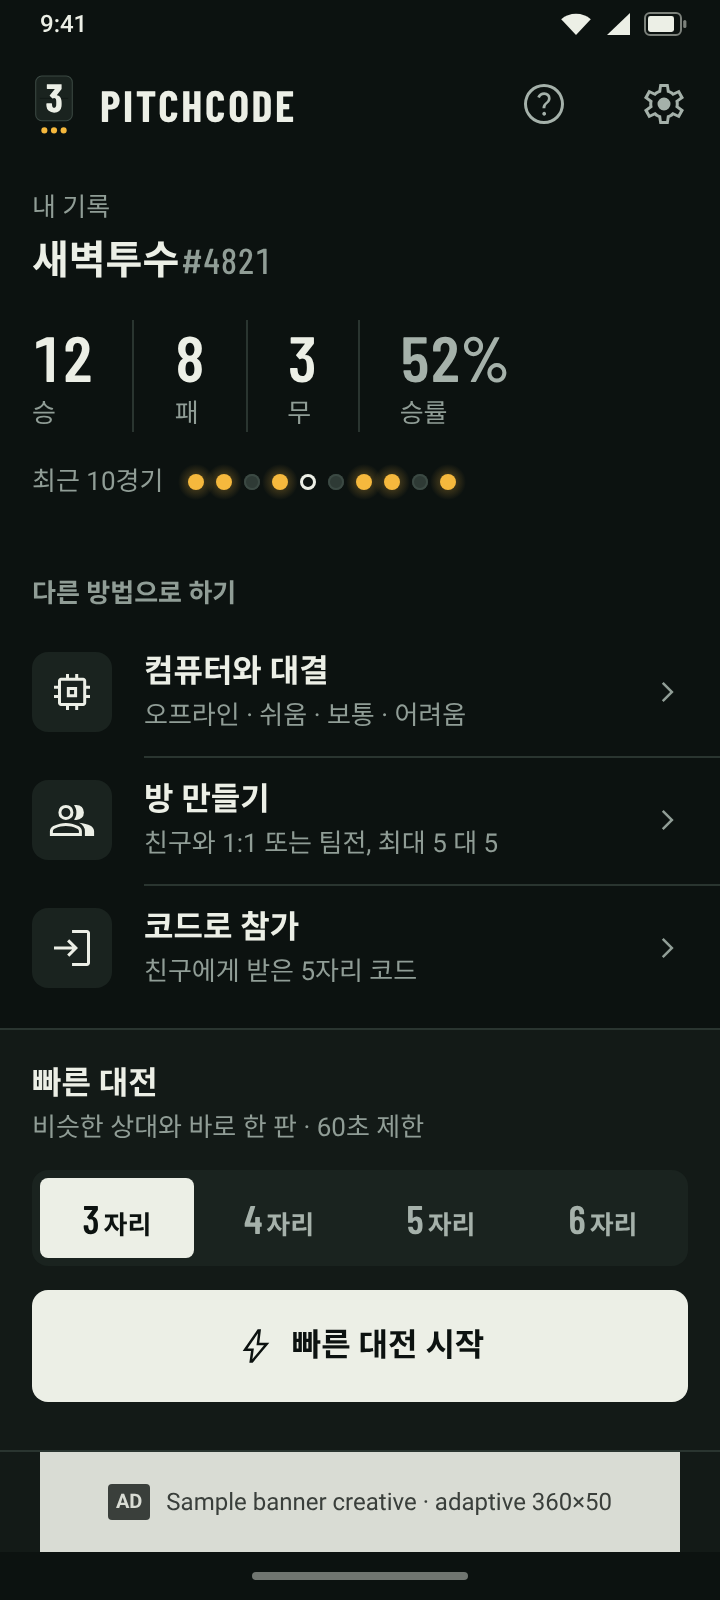 9:41
3 PITCHCODE
내 기록
새벽투수#4821
12 8 3 52%
승 패 무 승률
최근 10경기
다른 방법으로 하기
컴퓨터와 대결
오프라인 · 쉬움 · 보통 · 어려움
방 만들기
친구와 1:1 또는 팀전, 최대 5 대 5
코드로 참가
친구에게 받은 5자리 코드
빠른 대전
비슷한 상대와 바로 한 판 · 60초 제한
3자리 4자리 5자리 6자리
빠른 대전 시작
AD Sample banner creative · adaptive 360×50